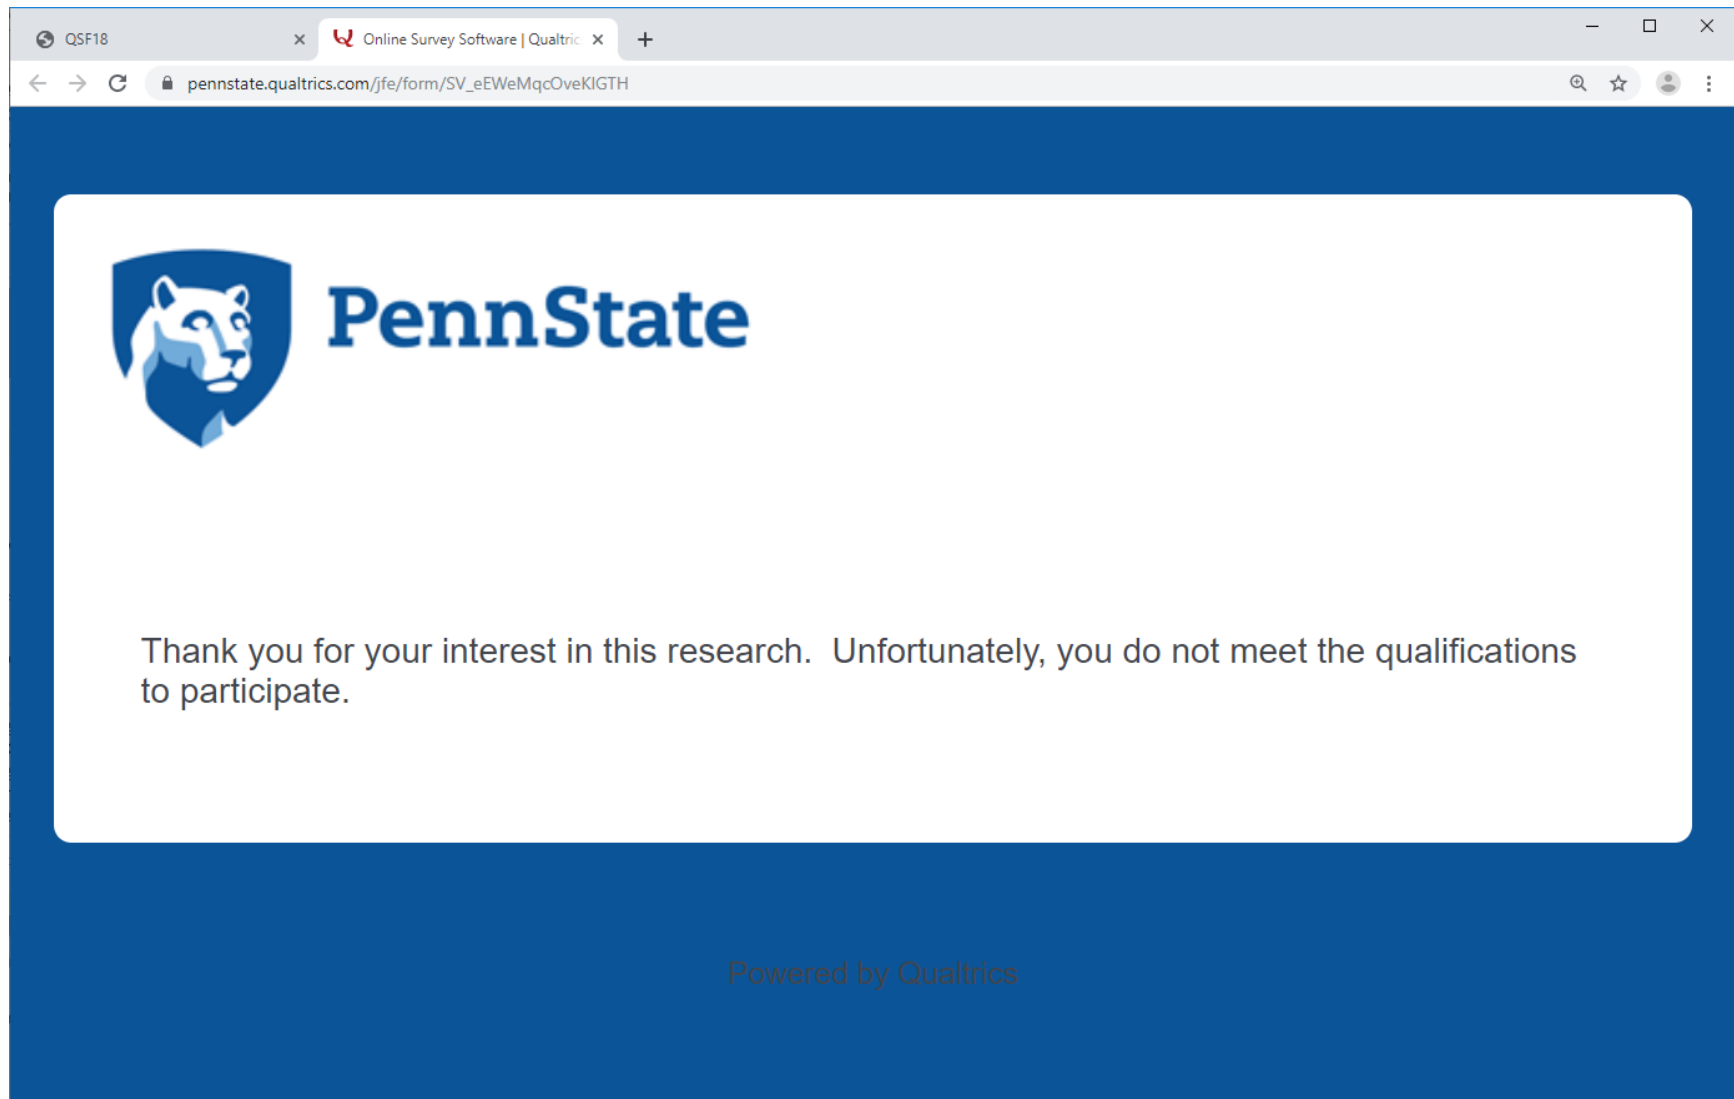 QSF18
Online Survey Software | Qualtric
pennstate.qualtrics.com/jfe/form/SV_eEWeMqcOveKIGTH
PennState
Thank you for your interest in this research.  Unfortunately, you do not meet the qualifications
to participate.
Powered by Qualtrics